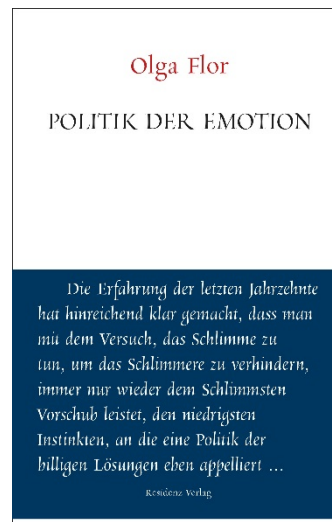 Olga Flor
POLITIK DER EMOTION
Die Erfahrung der letzten Jahrzehnte
hat hinreichend klar gemacht, dass man
mit dem Versuch, das Schlimme zu
tun, um das Schlimmere zu verhindern,
immer nur wieder dem Schlimmsten
Vorschub leistet, den niedrigsten
Instinkten, an die eine Politik der
billigen Lösungen eben appelliert ...
Residenz Verlag